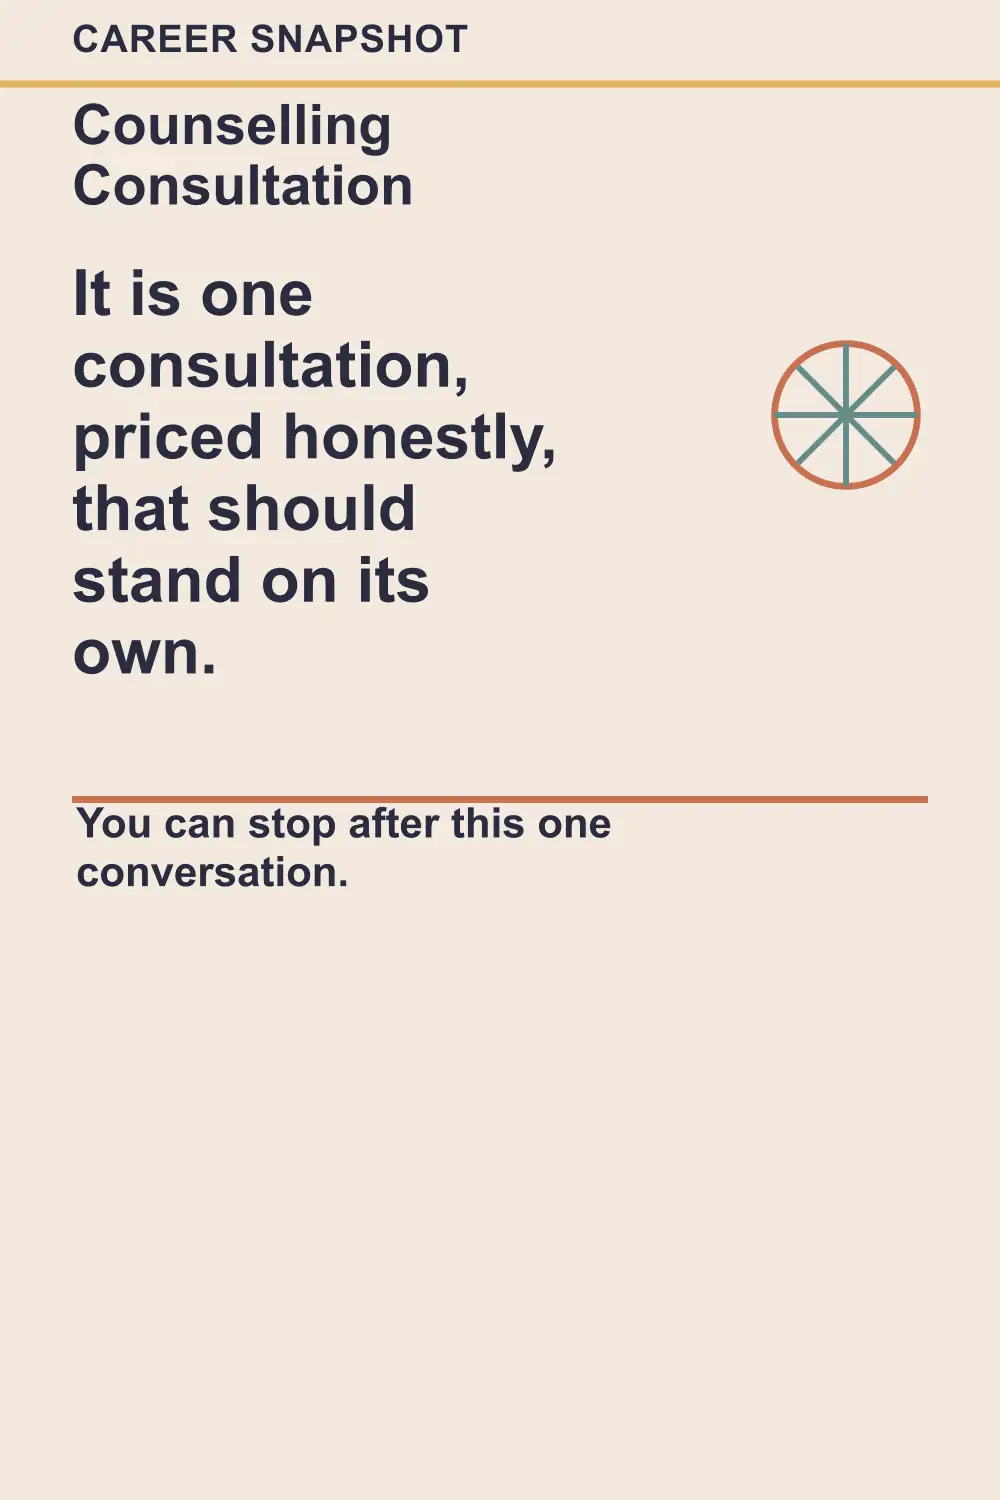 CAREER SNAPSHOT
Counselling
Consultation
It is one
consultation,
priced honestly,
that should
stand on its
own.
You can stop after this one
conversation.